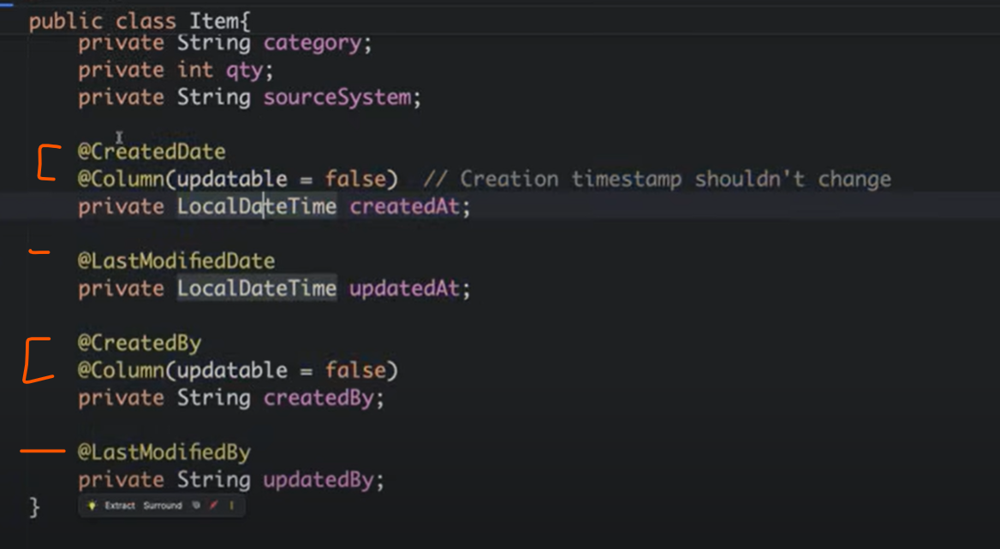 public class Item{
private String category;
private int qty;
private String sourceSystem;
@CreatedDate
@Column(updatable = false)  // Creation timestamp shouldn't change
private LocalDateTime createdAt;
@LastModifiedDate
private LocalDateTime updatedAt;
@CreatedBy
@Column(updatable = false)
private String createdBy;
@LastModifiedBy
private String updatedBy;
}
Extract Surround